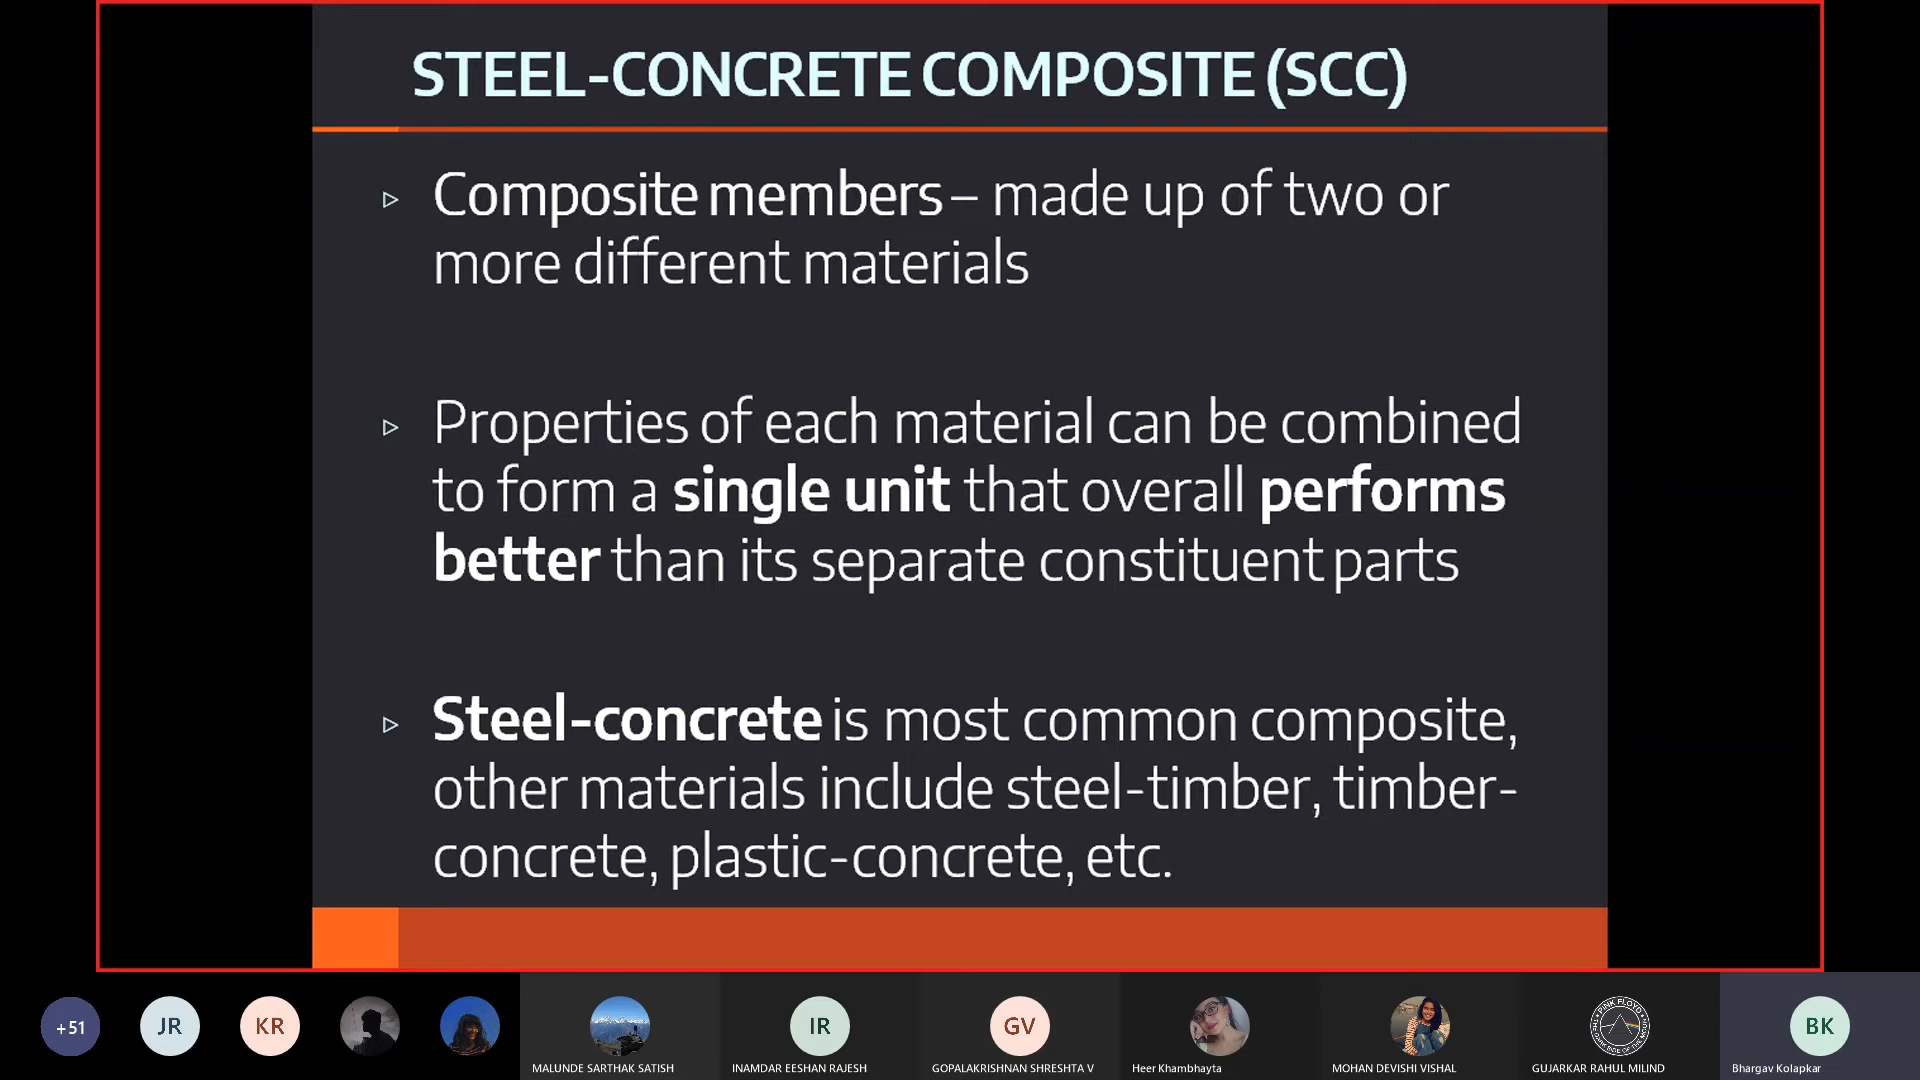 STEEL-CONCRETE COMPOSITE (SCC)
▹ Composite members – made up of two or
more different materials
▹ Properties of each material can be combined
to form a single unit that overall performs
better than its separate constituent parts
▹ Steel-concrete is most common composite,
other materials include steel-timber, timber-
concrete, plastic-concrete, etc.
+51
JR
KR
IR
GV
BK
PINK FLOYD
MALUNDE SARTHAK SATISH
INAMDAR EESHAN RAJESH
GOPALAKRISHNAN SHRESHTA V
Heer Khambhayta
MOHAN DEVISHI VISHAL
GUJARKAR RAHUL MILIND
Bhargav Kolapkar